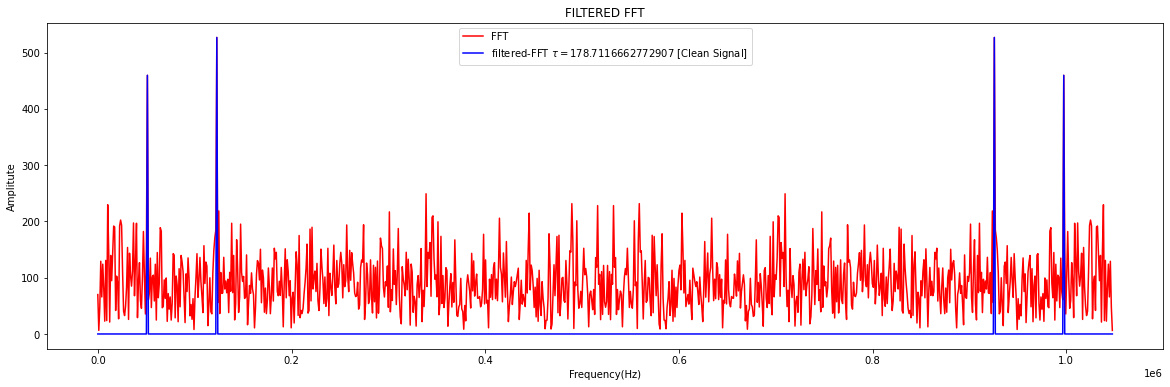 FILTERED FFT
FFT
filtered-FFT τ = 178.7116662772907 [Clean Signal]
Amplitute
500
400
300
200
100
0
0.0 0.2 0.4 0.6 0.8 1.0
1e6
Frequency(Hz)